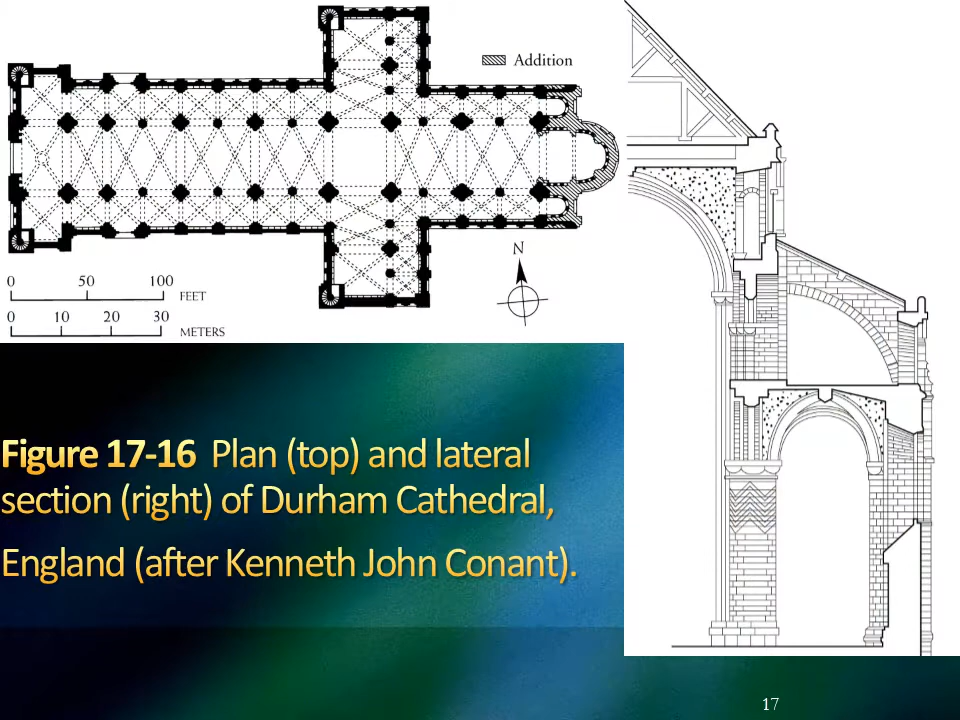 Addition
N
0 50 100
FEET
0 10 20 30
METERS
Figure 17-16 Plan (top) and lateral
section (right) of Durham Cathedral,
England (after Kenneth John Conant).
17